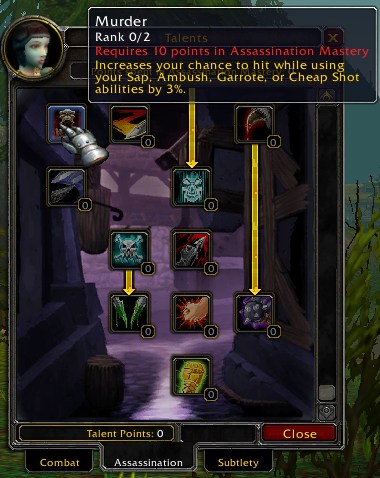 Murder
Talents
Rank 0/2
Requires 10 points in Assassination Mastery
Increases your chance to hit while using
your Sap, Ambush, Garrote, or Cheap Shot
abilities by 3%.
0
0
0
0
0
0
0
0
0
0
Talent Points: 0
Close
Combat
Assassination
Subtlety